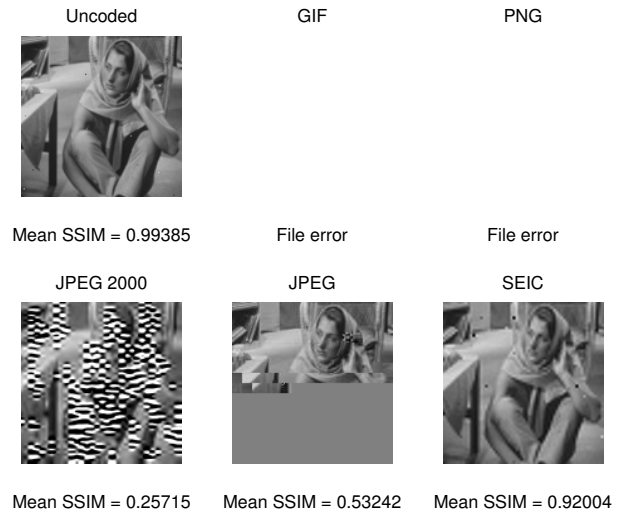 Uncoded
GIF
PNG
Mean SSIM = 0.99385
File error
File error
JPEG 2000
JPEG
SEIC
Mean SSIM = 0.25715
Mean SSIM = 0.53242
Mean SSIM = 0.92004